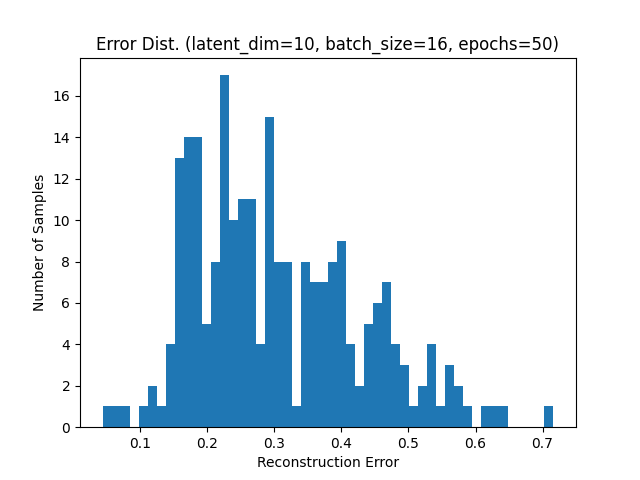 Error Dist. (latent_dim=10, batch_size=16, epochs=50)
Number of Samples
16
14
12
10
8
6
4
2
0
0.1 0.2 0.3 0.4 0.5 0.6 0.7
Reconstruction Error